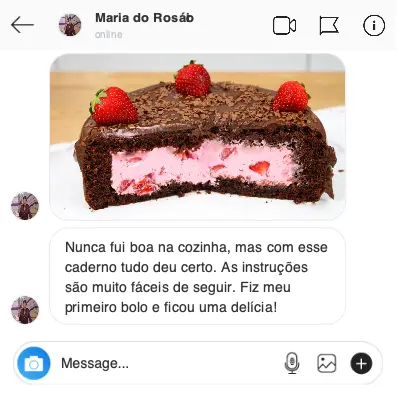 Maria do Rosáb
online
Nunca fui boa na cozinha, mas com esse
caderno tudo deu certo. As instruções
são muito fáceis de seguir. Fiz meu
primeiro bolo e ficou uma delícia!
Message...